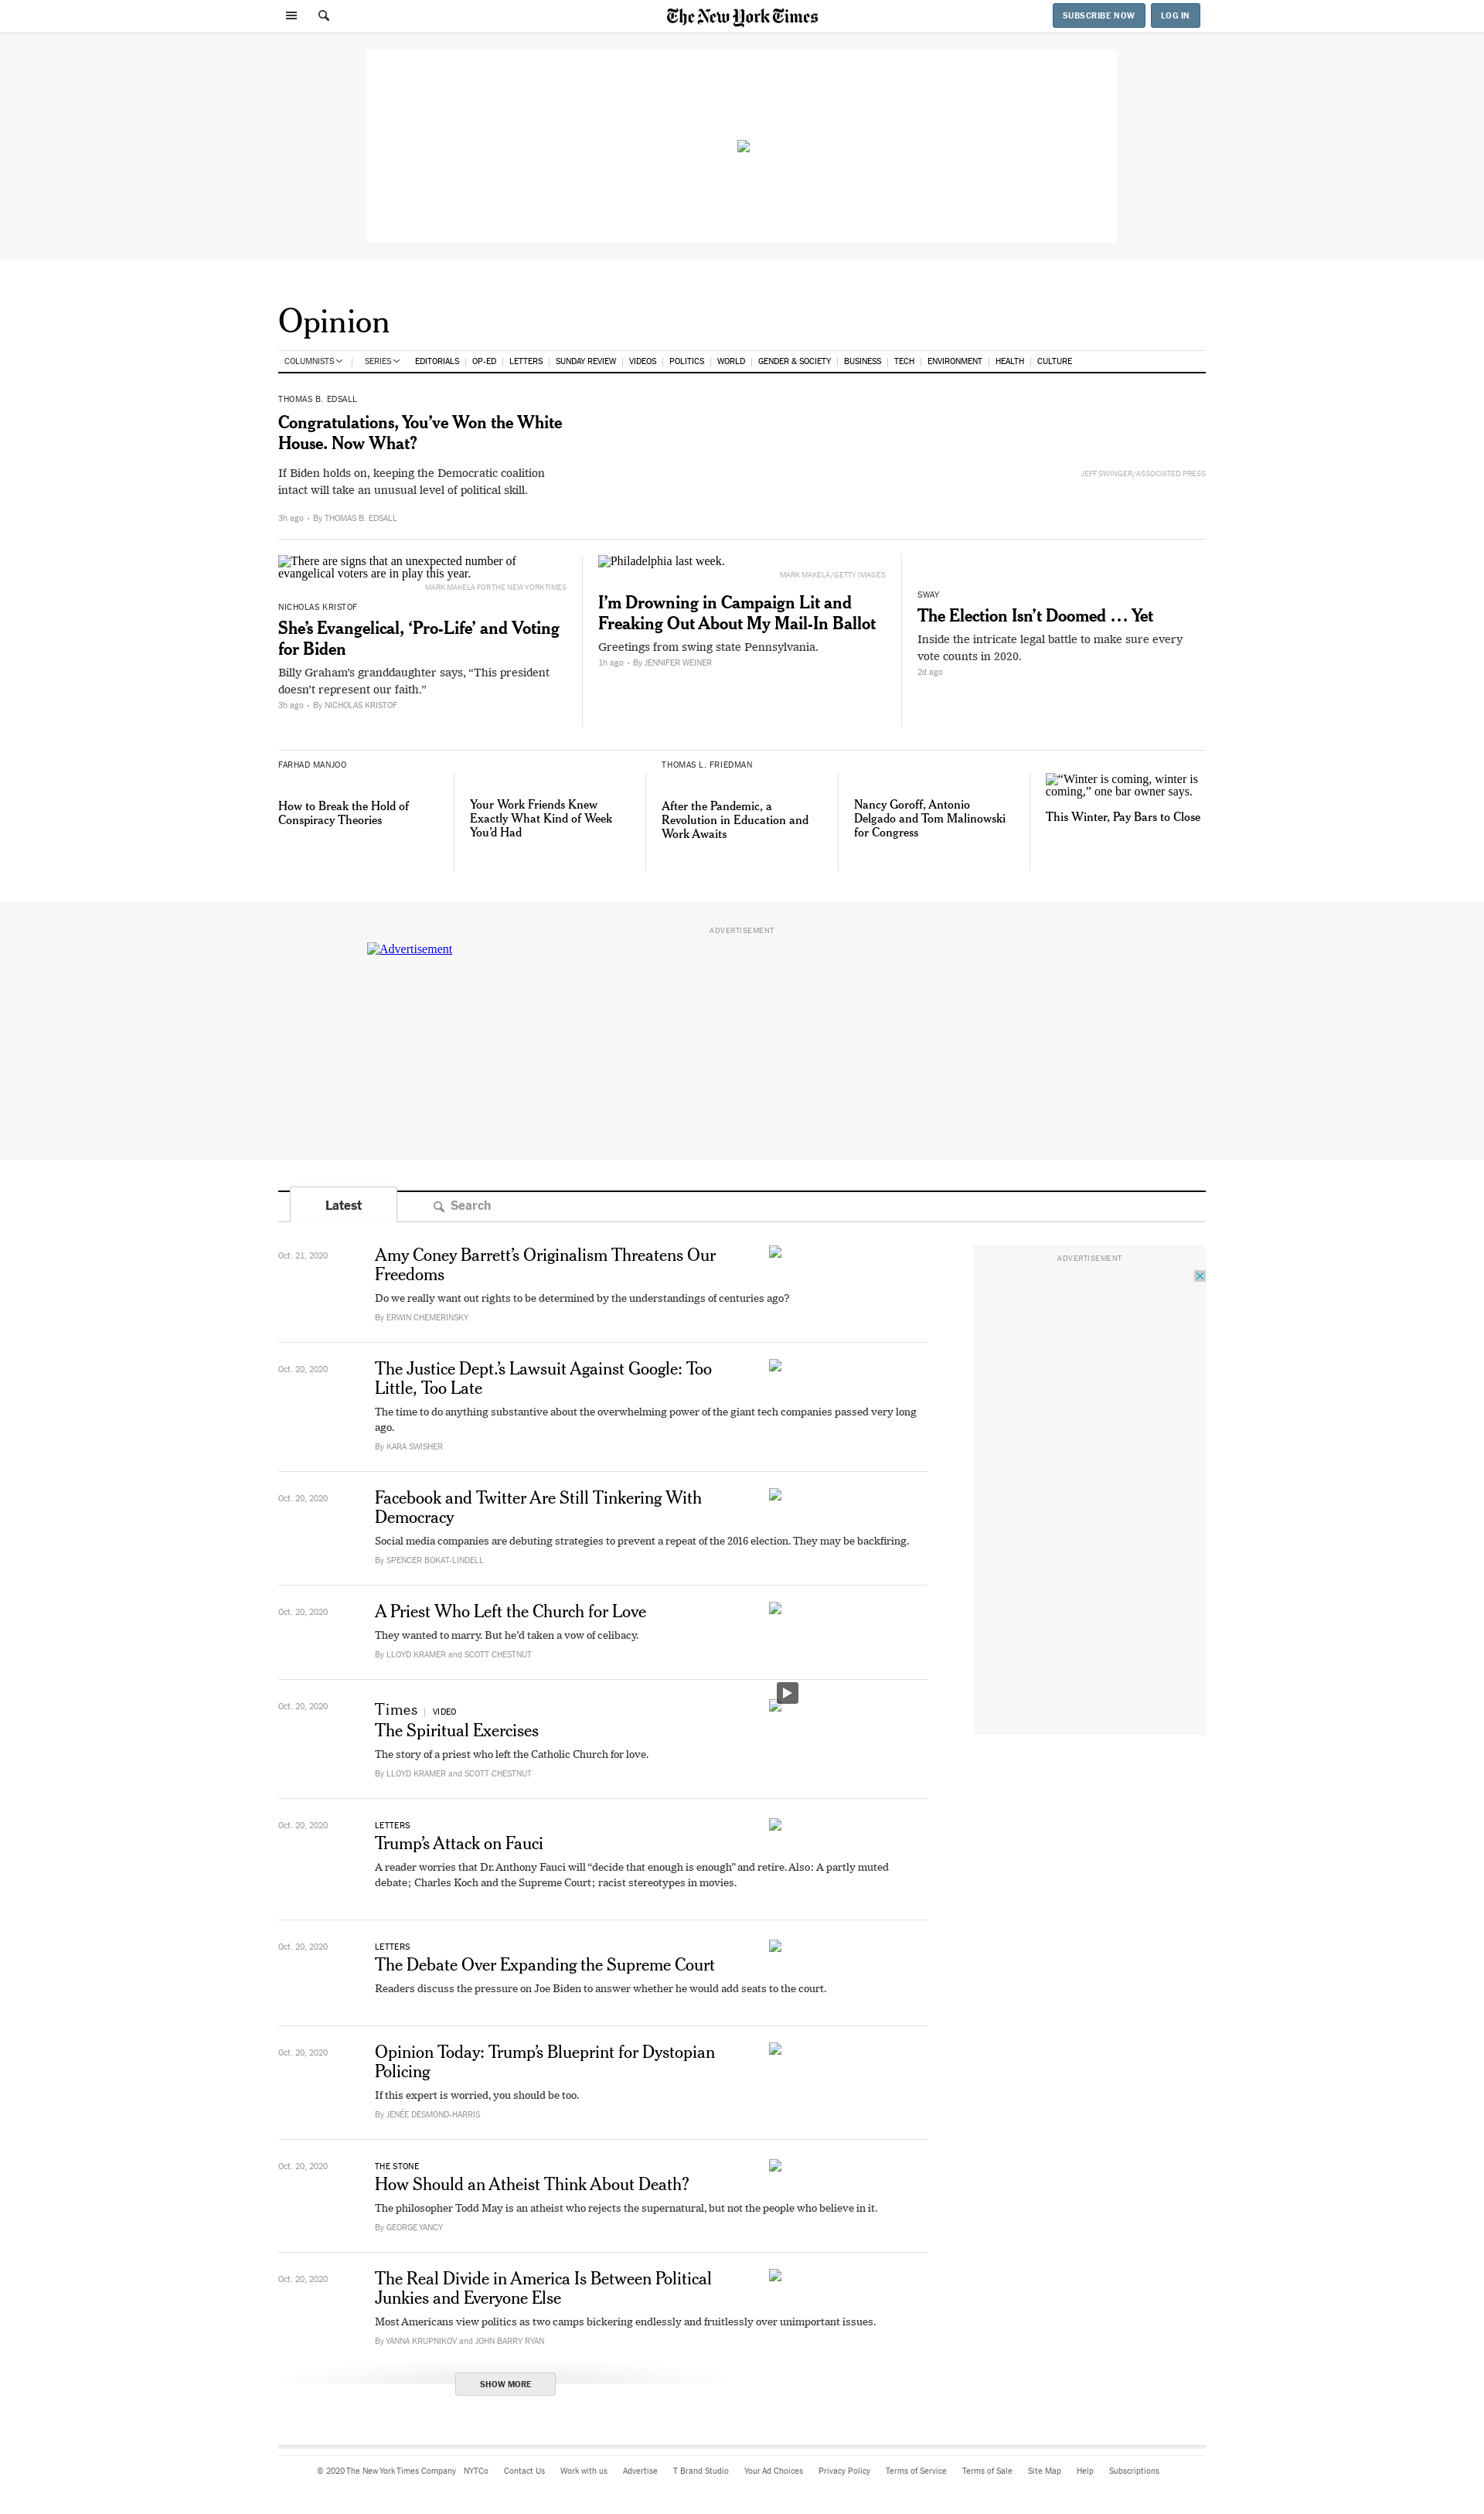 The New York Times
SUBSCRIBE NOW
LOG IN
Opinion
COLUMNISTS | SERIES EDITORIALS | OP-ED | LETTERS | SUNDAY REVIEW | VIDEOS | POLITICS | WORLD | GENDER & SOCIETY | BUSINESS | TECH | ENVIRONMENT | HEALTH | CULTURE
THOMAS B. EDSALL
Congratulations, You’ve Won the White
House. Now What?
If Biden holds on, keeping the Democratic coalition
intact will take an unusual level of political skill.
3h ago • By THOMAS B. EDSALL
JEFF SWINGER/ASSOCIATED PRESS
There are signs that an unexpected number of
evangelical voters are in play this year.
MARK MAKELA FOR THE NEW YORK TIMES
NICHOLAS KRISTOF
She’s Evangelical, ‘Pro-Life’ and Voting
for Biden
Billy Graham’s granddaughter says, “This president
doesn’t represent our faith.”
3h ago • By NICHOLAS KRISTOF
Philadelphia last week.
MARK MAKELA/GETTY IMAGES
I’m Drowning in Campaign Lit and
Freaking Out About My Mail-In Ballot
Greetings from swing state Pennsylvania.
1h ago • By JENNIFER WEINER
SWAY
The Election Isn’t Doomed … Yet
Inside the intricate legal battle to make sure every
vote counts in 2020.
2d ago
FARHAD MANJOO
How to Break the Hold of
Conspiracy Theories
Your Work Friends Knew
Exactly What Kind of Week
You’d Had
THOMAS L. FRIEDMAN
After the Pandemic, a
Revolution in Education and
Work Awaits
Nancy Goroff, Antonio
Delgado and Tom Malinowski
for Congress
“Winter is coming, winter is
coming,” one bar owner says.
This Winter, Pay Bars to Close
ADVERTISEMENT
Advertisement
Latest
Search
Oct. 21, 2020
Amy Coney Barrett’s Originalism Threatens Our
Freedoms
Do we really want out rights to be determined by the understandings of centuries ago?
By ERWIN CHEMERINSKY
ADVERTISEMENT
Oct. 20, 2020
The Justice Dept.’s Lawsuit Against Google: Too
Little, Too Late
The time to do anything substantive about the overwhelming power of the giant tech companies passed very long
ago.
By KARA SWISHER
Oct. 20, 2020
Facebook and Twitter Are Still Tinkering With
Democracy
Social media companies are debuting strategies to prevent a repeat of the 2016 election. They may be backfiring.
By SPENCER BOKAT-LINDELL
Oct. 20, 2020
A Priest Who Left the Church for Love
They wanted to marry. But he’d taken a vow of celibacy.
By LLOYD KRAMER and SCOTT CHESTNUT
Oct. 20, 2020
Times | VIDEO
The Spiritual Exercises
The story of a priest who left the Catholic Church for love.
By LLOYD KRAMER and SCOTT CHESTNUT
Oct. 20, 2020
LETTERS
Trump’s Attack on Fauci
A reader worries that Dr. Anthony Fauci will “decide that enough is enough” and retire. Also: A partly muted
debate; Charles Koch and the Supreme Court; racist stereotypes in movies.
Oct. 20, 2020
LETTERS
The Debate Over Expanding the Supreme Court
Readers discuss the pressure on Joe Biden to answer whether he would add seats to the court.
Oct. 20, 2020
Opinion Today: Trump’s Blueprint for Dystopian
Policing
If this expert is worried, you should be too.
By JENÉE DESMOND-HARRIS
Oct. 20, 2020
THE STONE
How Should an Atheist Think About Death?
The philosopher Todd May is an atheist who rejects the supernatural, but not the people who believe in it.
By GEORGE YANCY
Oct. 20, 2020
The Real Divide in America Is Between Political
Junkies and Everyone Else
Most Americans view politics as two camps bickering endlessly and fruitlessly over unimportant issues.
By YANNA KRUPNIKOV and JOHN BARRY RYAN
SHOW MORE
© 2020 The New York Times Company NYTCo Contact Us Work with us Advertise T Brand Studio Your Ad Choices Privacy Policy Terms of Service Terms of Sale Site Map Help Subscriptions